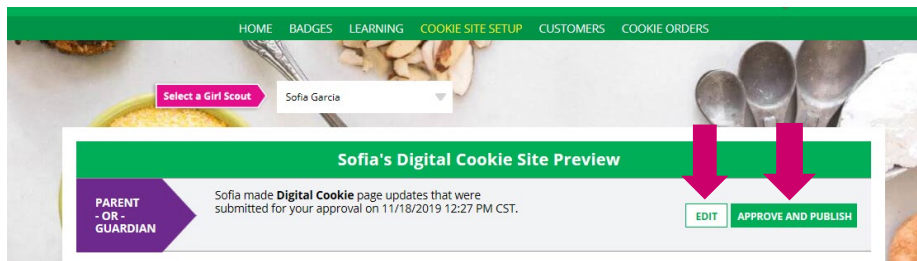 HOME BADGES LEARNING COOKIE SITE SETUP CUSTOMERS COOKIE ORDERS
Select a Girl Scout Sofia Garcia
Sofia's Digital Cookie Site Preview
PARENT
- OR -
GUARDIAN
Sofia made Digital Cookie page updates that were
submitted for your approval on 11/18/2019 12:27 PM CST.
EDIT APPROVE AND PUBLISH